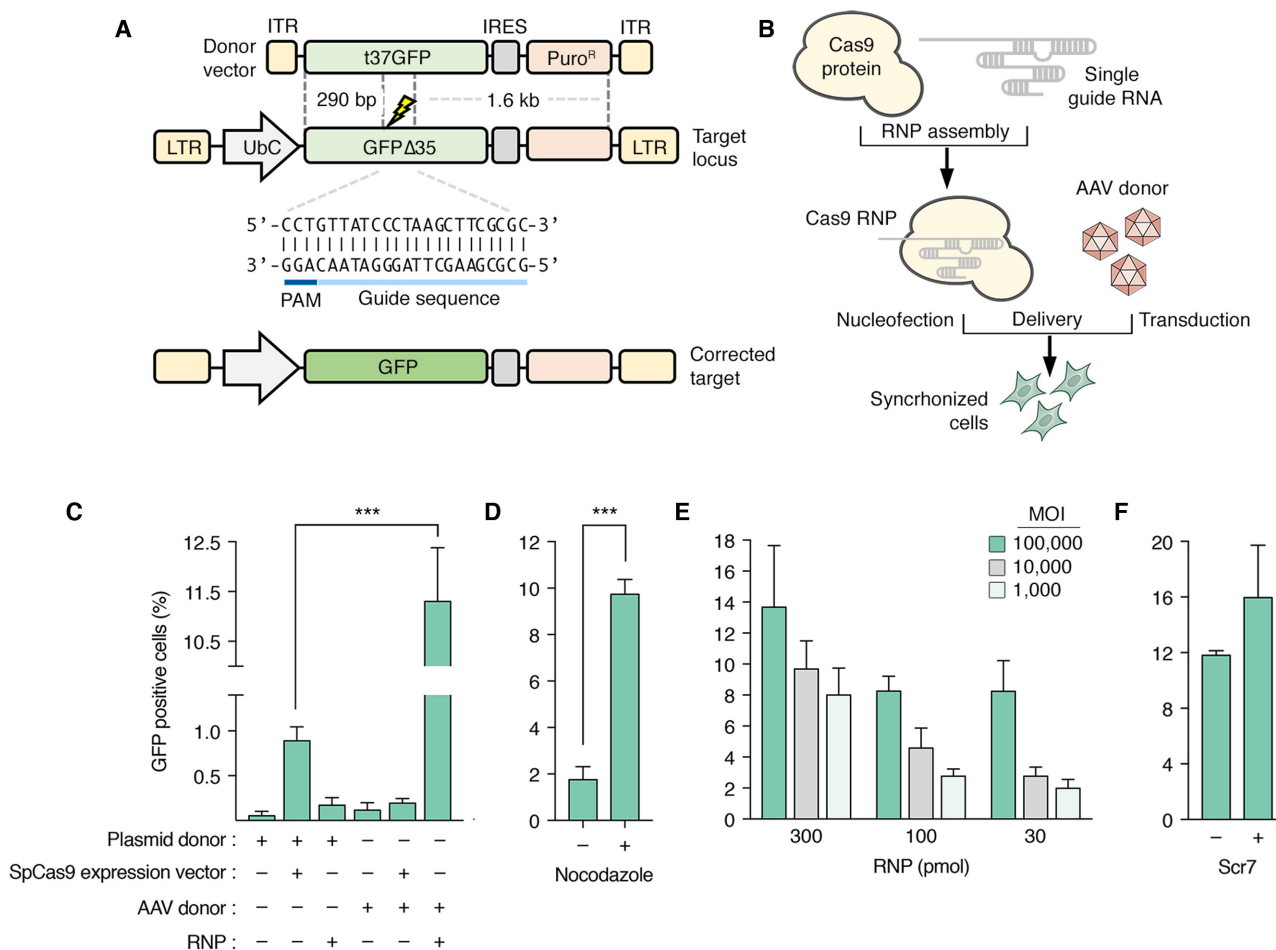 A
ITR
IRES
ITR
Donor
vector
t37GFP
Puroᴿ
290 bp
1.6 kb
LTR
UbC
GFPΔ35
LTR
Target
locus
5’-CCTGTTATCCCTAAGCTTCGCGC-3’
3’-GGACAATAGGGATTCGAAGCGCG-5’
PAM
Guide sequence
GFP
Corrected
target
B
Cas9
protein
Single
guide RNA
RNP assembly
AAV donor
Cas9 RNP
Nucleofection
Delivery
Transduction
Syncrhonized
cells
C
***
GFP positive cells (%)
12.5
11.5
10.5
1.0
0.5
Plasmid donor : + + + − − −
SpCas9 expression vector : − + − − + −
AAV donor : − − − + + +
RNP : − − + − − +
D
***
12
10
8
6
4
2
0
− +
Nocodazole
E
MOI
100,000
10,000
1,000
18
16
14
12
10
8
6
4
2
0
300 100 30
RNP (pmol)
F
20
16
12
8
4
0
− +
Scr7